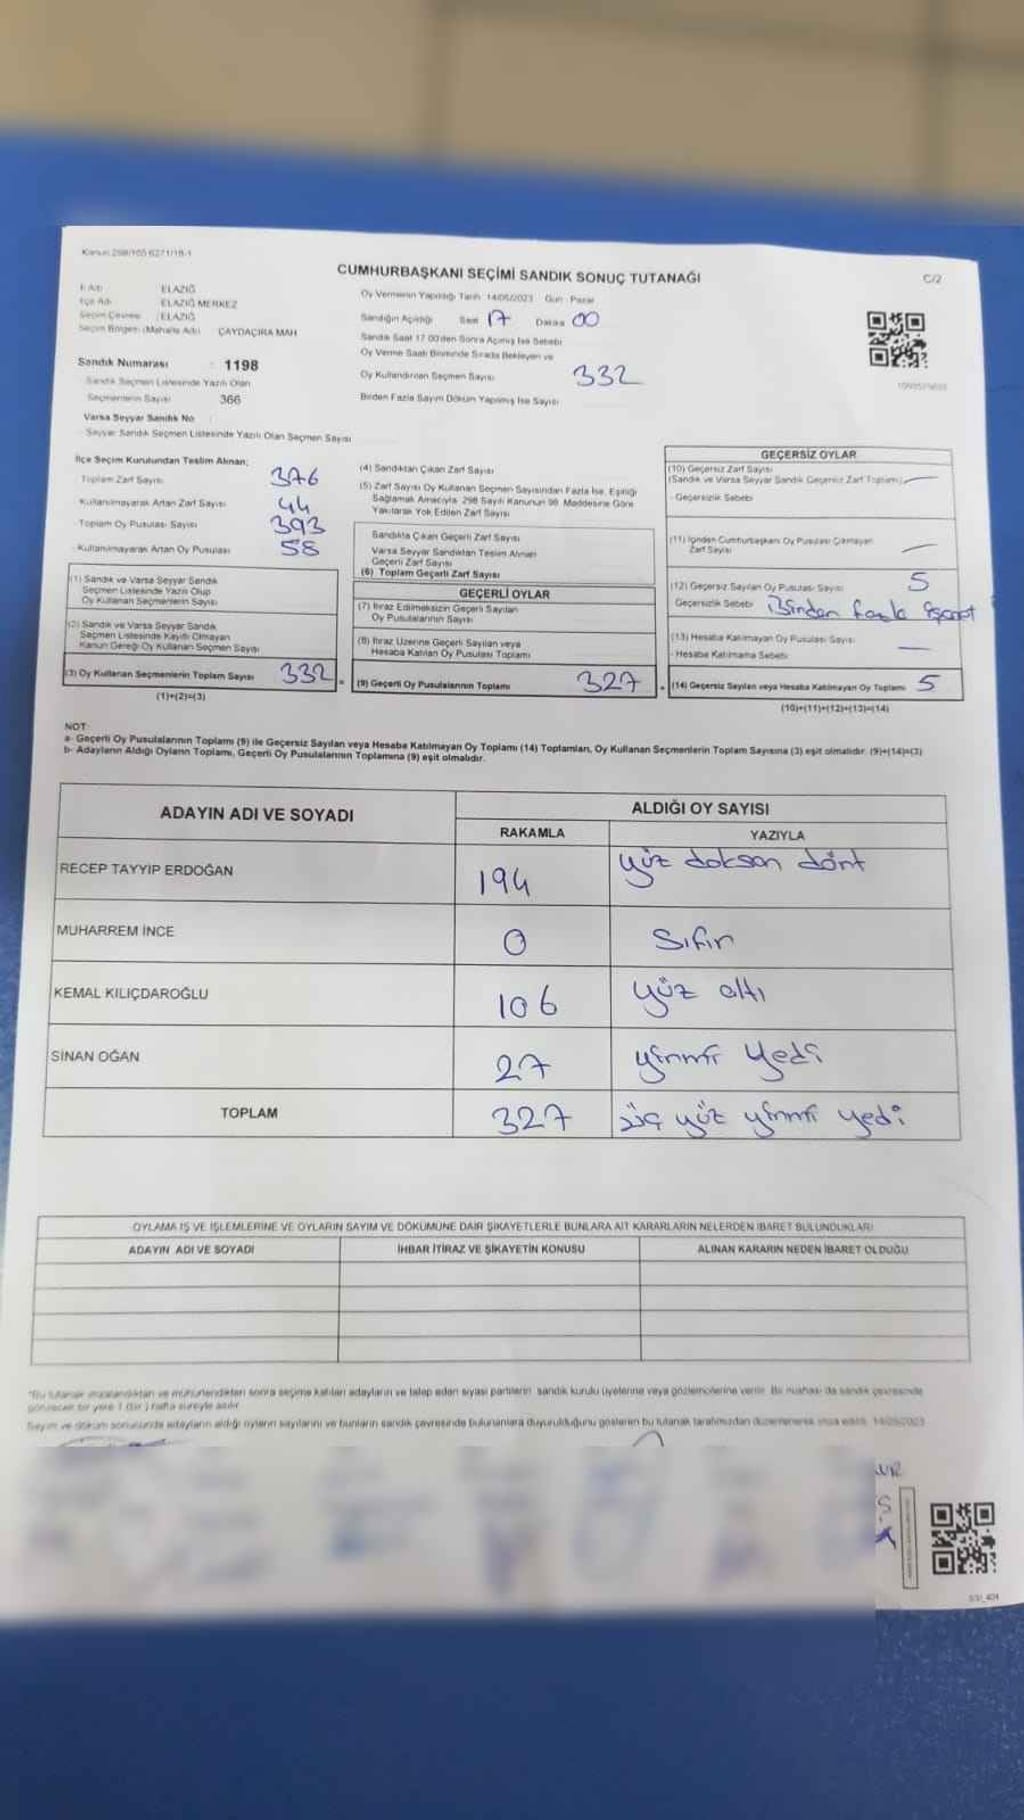 Kanun 298/105 6271/18-1
CUMHURBAŞKANI SEÇİMİ SANDIK SONUÇ TUTANAĞI
C/2
İl Adı ELAZIĞ
İlçe Adı ELAZIĞ MERKEZ
Seçim Çevresi : ELAZIĞ
Seçim Bölgesi (Mahalle Adı) ÇAYDAÇIRA MAH
Sandık Numarası : 1198
Sandık Seçmen Listesinde Yazılı Olan
Seçmenlerin Sayısı 366
Varsa Seyyar Sandık No :
- Seyyar Sandık Seçmen Listesinde Yazılı Olan Seçmen Sayısı
Oy Vermenin Yapıldığı Tarih 14/05/2023 Gün : Pazar
Sandığın Açıldığı Saat 17 Dakika 00
Sandık Saat 17.00'den Sonra Açılmış İse Sebebi
Oy Verme Saati Bitiminde Sırada Bekleyen ve
Oy Kullandırılan Seçmen Sayısı 332
Birden Fazla Sayım Döküm Yapılmış İse Sayısı
İlçe Seçim Kurulundan Teslim Alınan;
- Toplam Zarf Sayısı 376
- Kullanılmayarak Artan Zarf Sayısı 44
- Toplam Oy Pusulası Sayısı 393
- Kullanılmayarak Artan Oy Pusulası 58
(1) Sandık ve Varsa Seyyar Sandık
Seçmen Listesinde Yazılı Olup
Oy Kullanan Seçmenlerin Sayısı
(2) Sandık ve Varsa Seyyar Sandık
Seçmen Listesinde Kayıtlı Olmayan
Kanun Gereği Oy Kullanan Seçmen Sayısı
(3) Oy Kullanan Seçmenlerin Toplam Sayısı 332
(1)+(2)=(3)
(4) Sandıktan Çıkan Zarf Sayısı
(5) Zarf Sayısı Oy Kullanan Seçmen Sayısından Fazla İse, Eşitliği
Sağlamak Amacıyla 298 Sayılı Kanunun 98. Maddesine Göre
Yakılarak Yok Edilen Zarf Sayısı
Sandıkta Çıkan Geçerli Zarf Sayısı
Varsa Seyyar Sandıktan Teslim Alınan
Geçerli Zarf Sayısı
(6) Toplam Geçerli Zarf Sayısı
GEÇERLİ OYLAR
(7) İtiraz Edilmeksizin Geçerli Sayılan
Oy Pusulalarının Sayısı
(8) İtiraz Üzerine Geçerli Sayılan veya
Hesaba Katılan Oy Pusulası Toplamı
(9) Geçerli Oy Pusulalarının Toplamı 327
GEÇERSİZ OYLAR
(10) Geçersiz Zarf Sayısı
(Sandık ve Varsa Seyyar Sandık Geçersiz Zarf Toplamı) —
- Geçersizlik Sebebi
(11) İçinden Cumhurbaşkanı Oy Pusulası Çıkmayan
Zarf Sayısı —
(12) Geçersiz Sayılan Oy Pusulası Sayısı 5
Geçersizlik Sebebi Birden fazla işaret
(13) Hesaba Katılmayan Oy Pusulası Sayısı —
- Hesaba Katılmama Sebebi
(14) Geçersiz Sayılan veya Hesaba Katılmayan Oy Toplamı 5
(10)+(11)+(12)+(13)=(14)
NOT:
a- Geçerli Oy Pusulalarının Toplamı (9) ile Geçersiz Sayılan veya Hesaba Katılmayan Oy Toplamı (14) Toplamları, Oy Kullanan Seçmenlerin Toplam Sayısına (3) eşit olmalıdır. (9)+(14)=(3)
b- Adayların Aldığı Oyların Toplamı, Geçerli Oy Pusulalarının Toplamına (9) eşit olmalıdır.
ADAYIN ADI VE SOYADI ALDIĞI OY SAYISI
RAKAMLA YAZIYLA
RECEP TAYYIP ERDOĞAN 194 yüz doksan dört
MUHARREM İNCE 0 Sıfır
KEMAL KILIÇDAROĞLU 106 yüz altı
SİNAN OĞAN 27 yirmi yedi
TOPLAM 327 üç yüz yirmi yedi
OYLAMA İŞ VE İŞLEMLERİNE VE OYLARIN SAYIM VE DÖKÜMÜNE DAİR ŞİKAYETLERLE BUNLARA AİT KARARLARIN NELERDEN İBARET BULUNDUKLARI
ADAYIN ADI VE SOYADI İHBAR İTİRAZ VE ŞİKAYETİN KONUSU ALINAN KARARIN NEDEN İBARET OLDUĞU
*Bu tutanak imzalandıktan ve mühürlendikten sonra seçime katılan adayların ve talep eden siyasi partilerin sandık kurulu üyelerine veya gözlemcilerine verilir. Bir nüshası da sandık çevresinde
görünecek bir yere 1 (bir) hafta süreyle asılır.
Sayım ve döküm sonucunda adayların aldığı oyların sayılarını ve bunların sandık çevresinde bulunanlara duyurulduğunu gösteren bu tutanak tarafımızdan düzenlenerek imza edildi. 14/05/2023